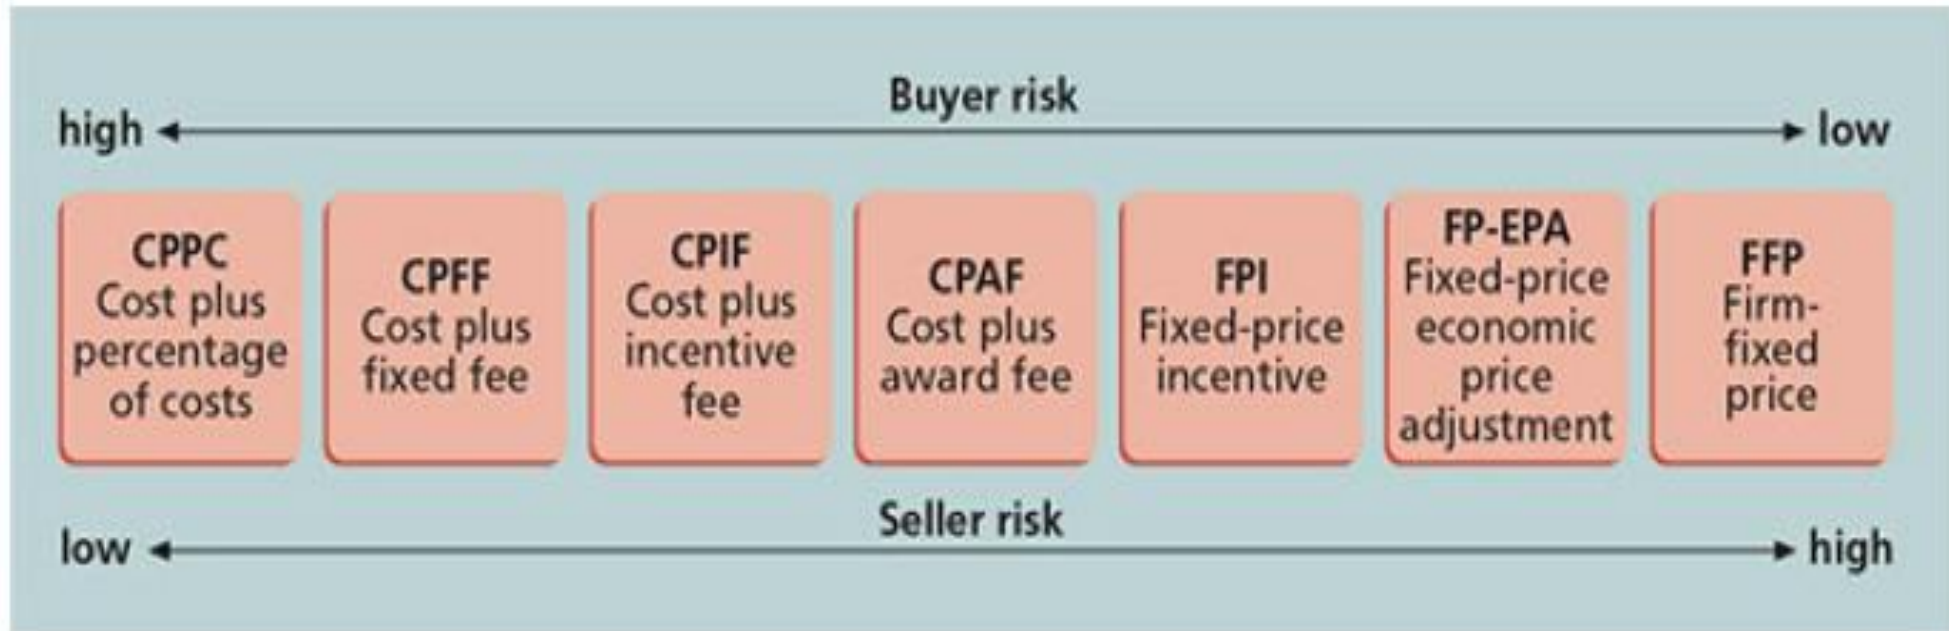 Buyer risk
high low
CPPC
Cost plus
percentage
of costs
CPFF
Cost plus
fixed fee
CPIF
Cost plus
incentive
fee
CPAF
Cost plus
award fee
FPI
Fixed-price
incentive
FP-EPA
Fixed-price
economic
price
adjustment
FFP
Firm-
fixed
price
Seller risk
low high